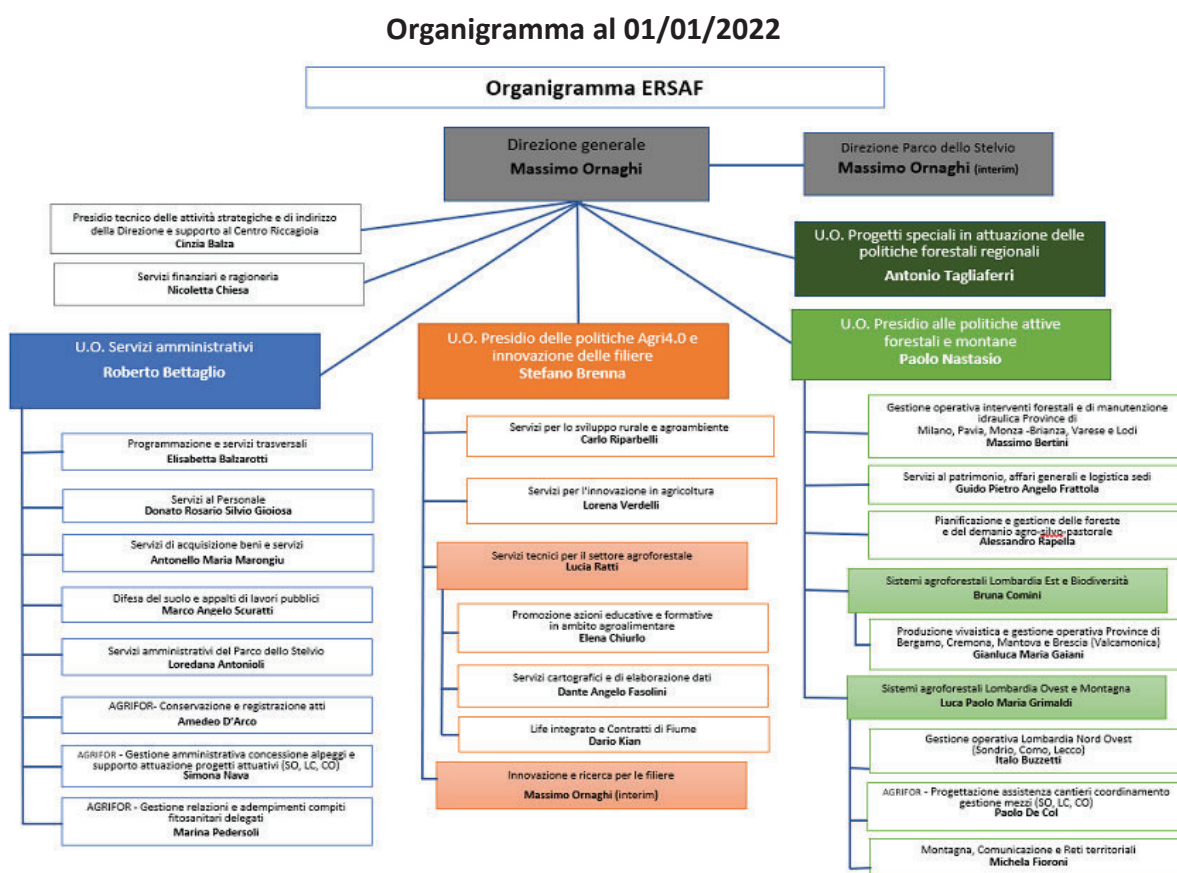 Organigramma al 01/01/2022
Organigramma ERSAF
Direzione generale
Massimo Ornaghi
Direzione Parco dello Stelvio
Massimo Ornaghi (interim)
Presidio tecnico delle attività strategiche e di indirizzo
della Direzione e supporto al Centro Riccagioia
Cinzia Balza
Servizi finanziari e ragioneria
Nicoletta Chiesa
U.O. Progetti speciali in attuazione delle
politiche forestali regionali
Antonio Tagliaferri
U.O. Servizi amministrativi
Roberto Bettaglio
Programmazione e servizi trasversali
Elisabetta Balzarotti
Servizi al Personale
Donato Rosario Silvio Gioiosa
Servizi di acquisizione beni e servizi
Antonello Maria Marongiu
Difesa del suolo e appalti di lavori pubblici
Marco Angelo Scuratti
Servizi amministrativi del Parco dello Stelvio
Loredana Antonioli
AGRIFOR- Conservazione e registrazione atti
Amedeo D'Arco
AGRIFOR - Gestione amministrativa concessione alpeggi e
supporto attuazione progetti attuativi (SO, LC, CO)
Simona Nava
AGRIFOR - Gestione relazioni e adempimenti compiti
fitosanitari delegati
Marina Pedersoli
U.O. Presidio delle politiche Agri4.0 e
innovazione delle filiere
Stefano Brenna
Servizi per lo sviluppo rurale e agroambiente
Carlo Riparbelli
Servizi per l'innovazione in agricoltura
Lorena Verdelli
Servizi tecnici per il settore agroforestale
Lucia Ratti
Promozione azioni educative e formative
in ambito agroalimentare
Elena Chiurlo
Servizi cartografici e di elaborazione dati
Dante Angelo Fasolini
Life integrato e Contratti di Fiume
Dario Kian
Innovazione e ricerca per le filiere
Massimo Ornaghi (interim)
U.O. Presidio alle politiche attive
forestali e montane
Paolo Nastasio
Gestione operativa interventi forestali e di manutenzione
idraulica Province di
Milano, Pavia, Monza -Brianza, Varese e Lodi
Massimo Bertini
Servizi al patrimonio, affari generali e logistica sedi
Guido Pietro Angelo Frattola
Pianificazione e gestione delle foreste
e del demanio agro-silvo-pastorale
Alessandro Rapella
Sistemi agroforestali Lombardia Est e Biodiversità
Bruna Comini
Produzione vivaistica e gestione operativa Province di
Bergamo, Cremona, Mantova e Brescia (Valcamonica)
Gianluca Maria Gaiani
Sistemi agroforestali Lombardia Ovest e Montagna
Luca Paolo Maria Grimaldi
Gestione operativa Lombardia Nord Ovest
(Sondrio, Como, Lecco)
Italo Buzzetti
AGRIFOR - Progettazione assistenza cantieri coordinamento
gestione mezzi (SO, LC, CO)
Paolo De Col
Montagna, Comunicazione e Reti territoriali
Michela Fioroni